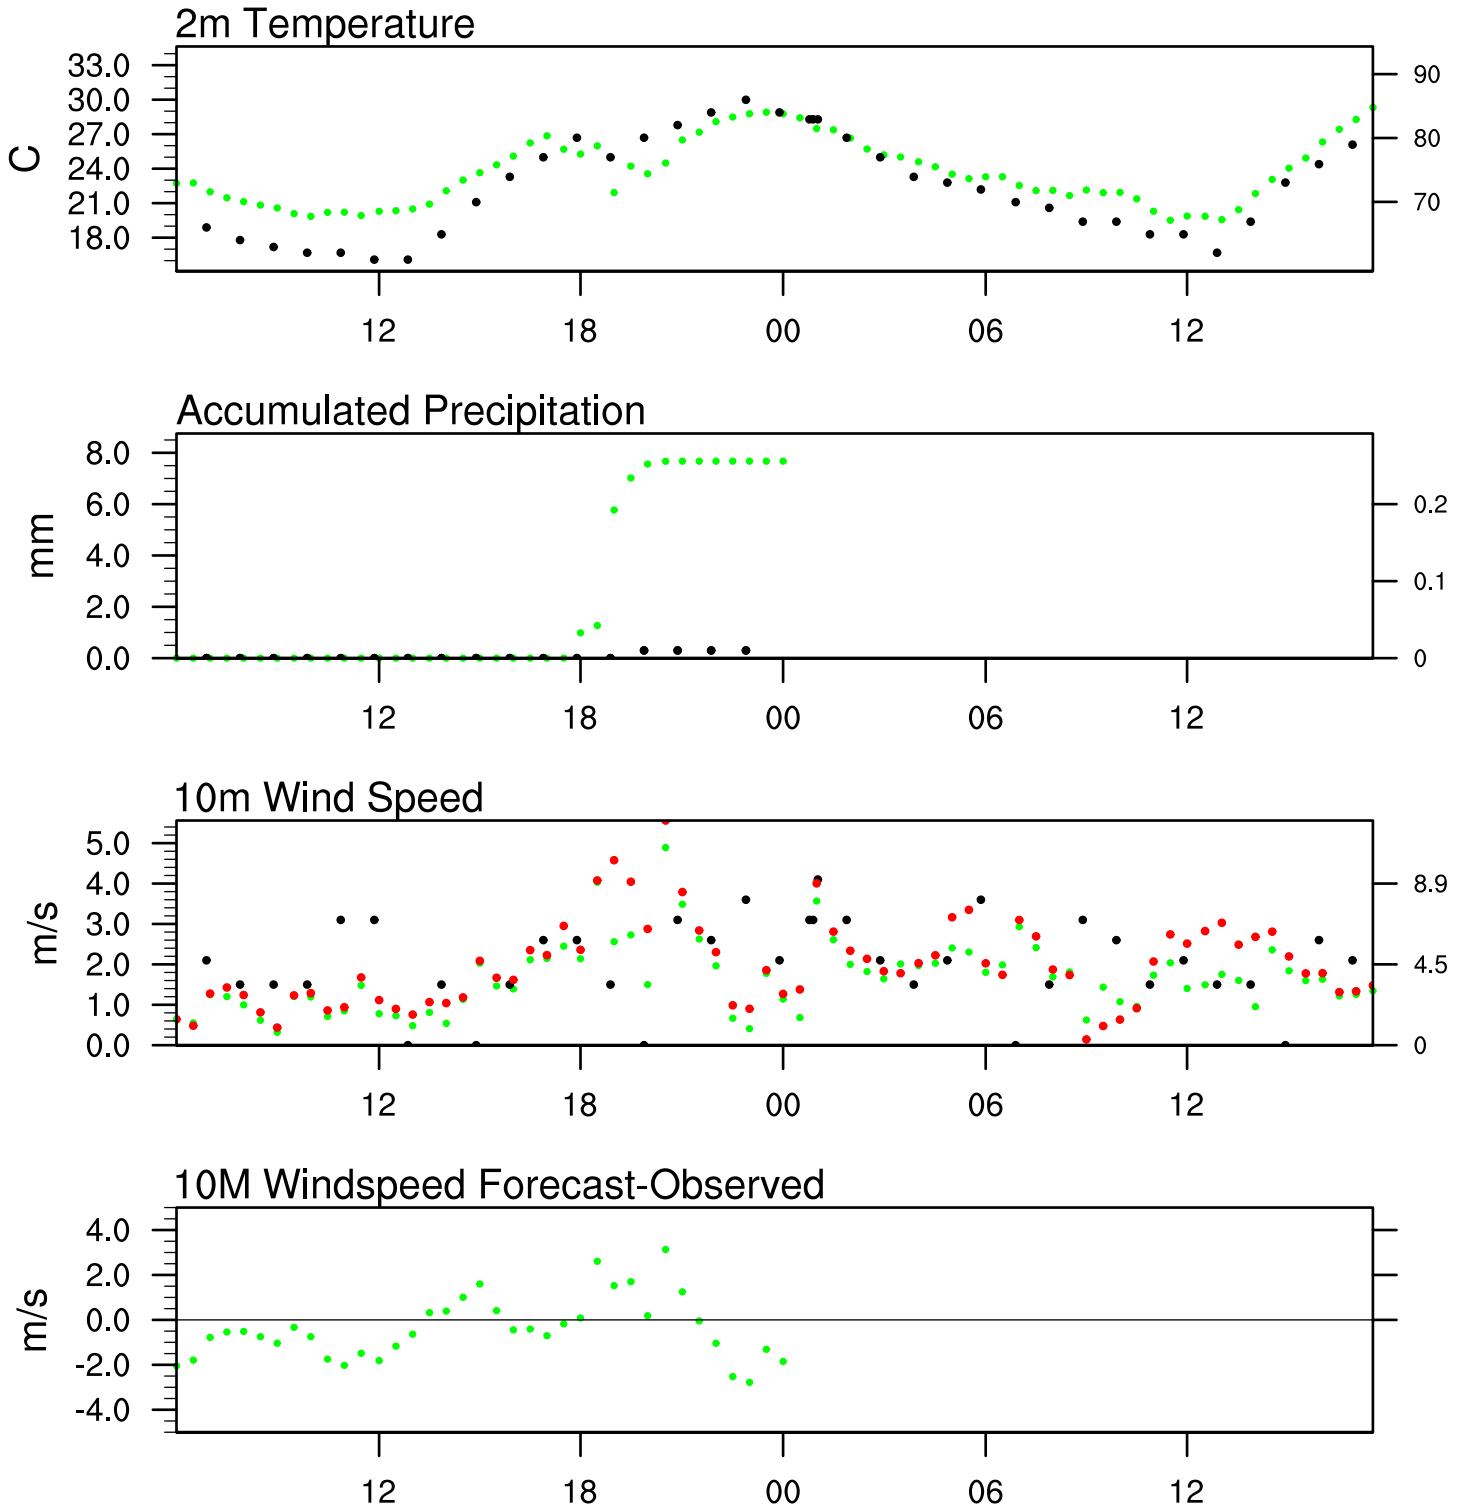 2m Temperature
33.0
30.0
27.0
24.0
21.0
18.0
C
90
80
70
12 18 00 06 12
Accumulated Precipitation
8.0
6.0
4.0
2.0
0.0
mm
0.2
0.1
0
12 18 00 06 12
10m Wind Speed
5.0
4.0
3.0
2.0
1.0
0.0
m/s
8.9
4.5
0
12 18 00 06 12
10M Windspeed Forecast-Observed
4.0
2.0
0.0
-2.0
-4.0
m/s
12 18 00 06 12